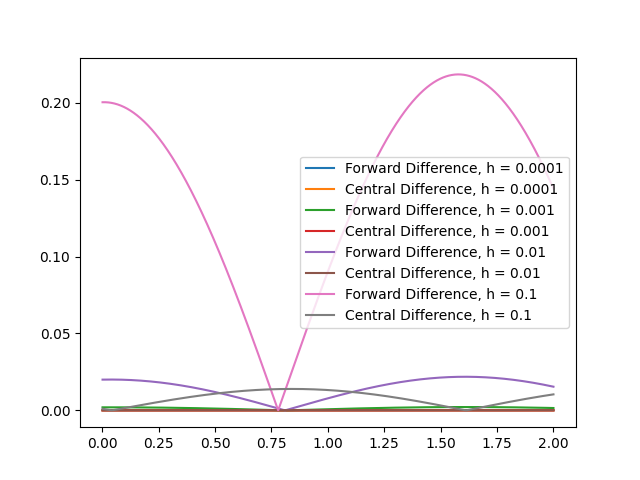 0.20
0.15
0.10
0.05
0.00
Forward Difference, h = 0.0001
Central Difference, h = 0.0001
Forward Difference, h = 0.001
Central Difference, h = 0.001
Forward Difference, h = 0.01
Central Difference, h = 0.01
Forward Difference, h = 0.1
Central Difference, h = 0.1
0.00 0.25 0.50 0.75 1.00 1.25 1.50 1.75 2.00